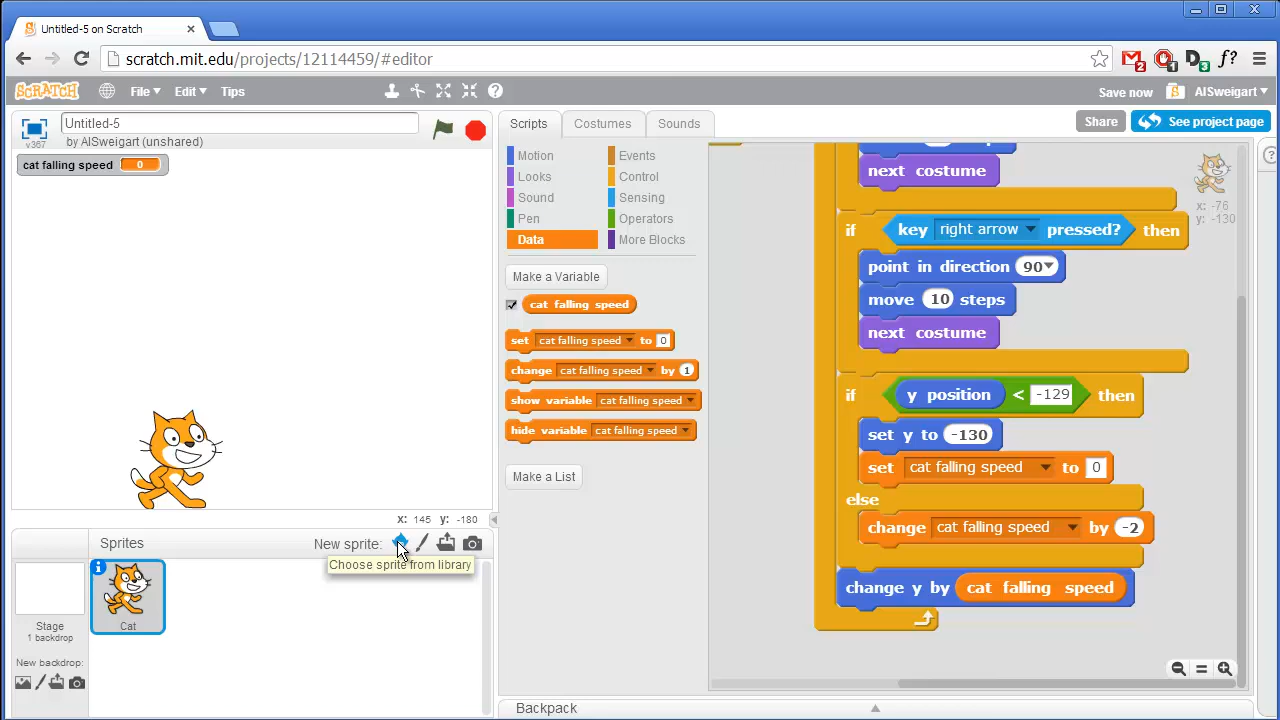 Untitled-5 on Scratch
scratch.mit.edu/projects/12114459/#editor
2 1 D 3 f?
SCRATCH File Edit Tips Save now S AlSweigart
Untitled-5
v367 by AlSweigart (unshared)
Scripts Costumes Sounds Share See project page
cat falling speed 0
Motion Events
Looks Control
Sound Sensing
Pen Operators
Data More Blocks
Make a Variable
cat falling speed
set cat falling speed to 0
change cat falling speed by 1
show variable cat falling speed
hide variable cat falling speed
Make a List
next costume
x: -76
y: -130
if key right arrow pressed? then
point in direction 90
move 10 steps
next costume
if y position < -129 then
set y to -130
set cat falling speed to 0
else
change cat falling speed by -2
change y by cat falling speed
x: 145 y: -180
Sprites New sprite:
Choose sprite from library
Cat
Stage
1 backdrop
New backdrop:
Backpack
?